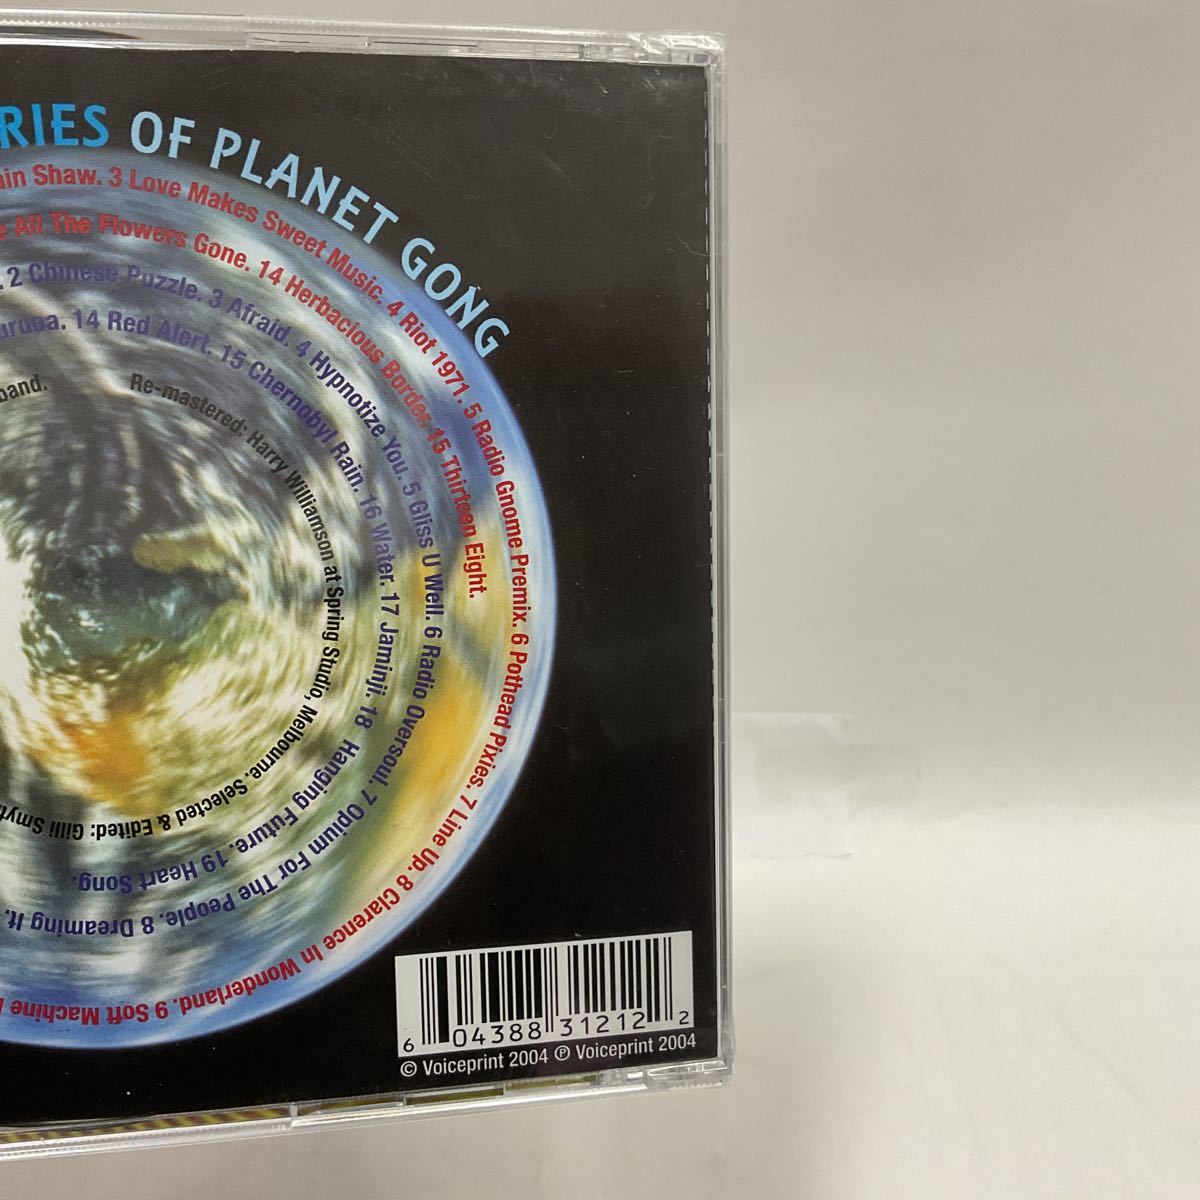 RIES OF PLANET GONG
Shaw. 3 Love Makes Sweet Music. 4 Riot 1971. 5 Radio Gnome Premix. 6 Pothead Pixies. 7 Line Up. 8 Clarence In Wonderland. 9 Soft Machine
All The Flowers Gone. 14 Herbacious Border. 15 Thirteen Eight.
2 Chinese Puzzle. 3 Afraid. 4 Hypnotize You. 5 Gliss U Well. 6 Radio Oversoul. 7 Opium For The People. 8 Dreaming It.
14 Red Alert. 15 Chernobyl Rain. 16 Water. 17 Jaminji. 18 Hanging Future. 19 Heart Song.
band.
Re-mastered: Harry Williamson at Spring Studio, Melbourne. Selected & Edited: Gilli Smyt
6 04388 31212 2
© Voiceprint 2004 ℗ Voiceprint 2004